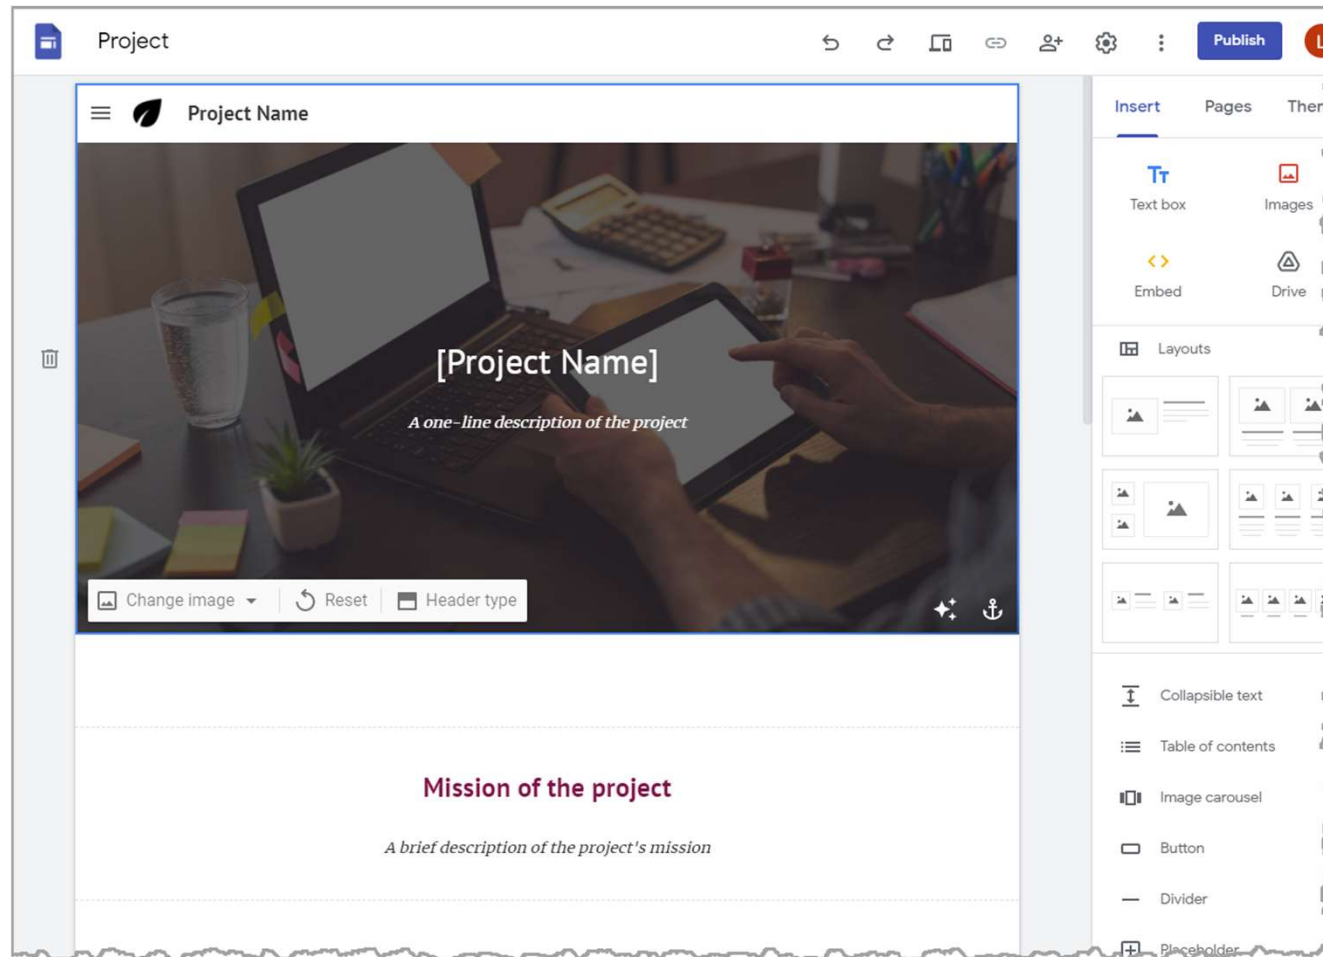 Project
Publish
Project Name
Insert
Pages
Text box
Images
Embed
Drive
[Project Name]
A one-line description of the project
Layouts
Change image
Reset
Header type
Mission of the project
A brief description of the project's mission
Collapsible text
Table of contents
Image carousel
Button
Divider
Placeholder